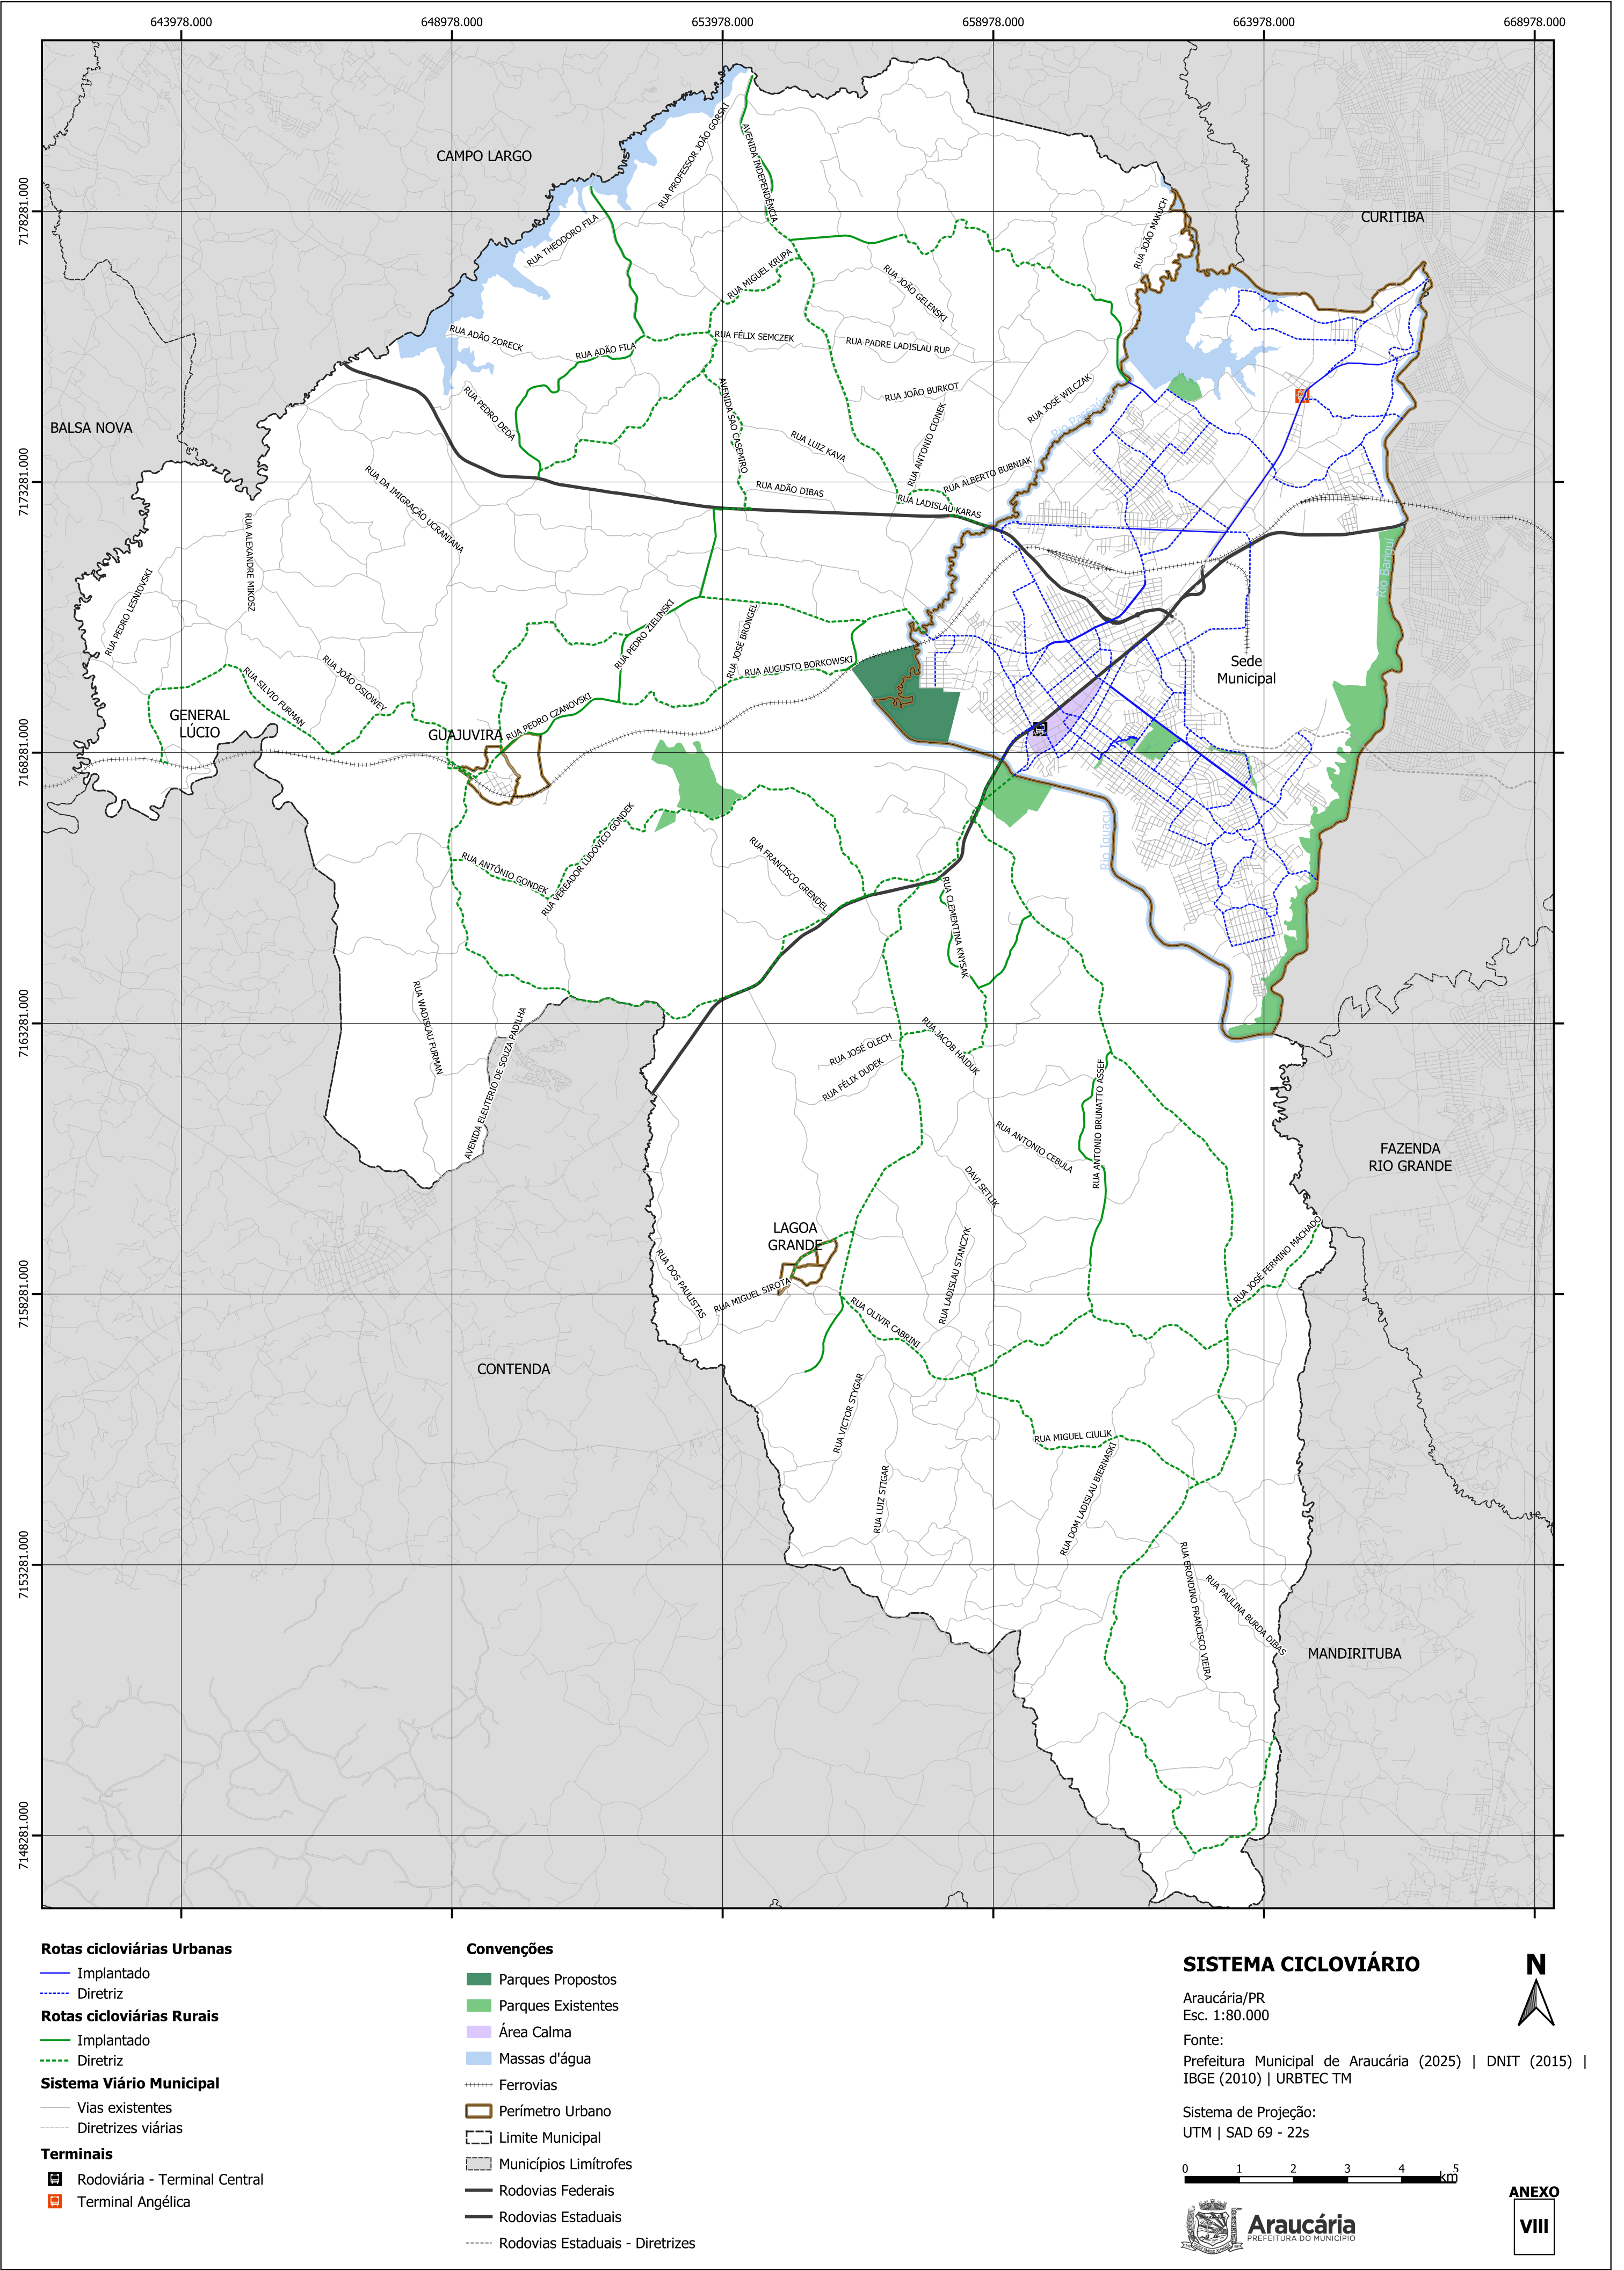 643978.000
648978.000
653978.000
658978.000
663978.000
668978.000
7178281.000
7173281.000
7168281.000
7163281.000
7158281.000
7153281.000
7148281.000
CAMPO LARGO
CURITIBA
BALSA NOVA
RUA PROFESSOR JOÃO GORSKI
AVENIDA INDEPENDÊNCIA
RUA THEODORO FILA
RUA JOÃO MAKUCH
RUA MIGUEL KRUPA
RUA JOÃO GELENSKI
RUA ADÃO ZORECK
RUA ADÃO FILA
RUA FÉLIX SEMCZEK
RUA PADRE LADISLAU RUP
RUA PEDRO DEDA
AVENIDA SAO CASEMIRO
RUA JOÃO BURKOT
RUA JOSÉ WILCZAK
RUA ANTONIO CIONEK
RUA LUIZ KAVA
RUA ALBERTO BUBNIAK
RUA ADÃO DIBAS
RUA LADISLAU KARAS
RUA DA IMIGRAÇÃO UCRANIANA
RUA ALEXANDRE MIKOSZ
RUA PEDRO LESNIOVSKI
Rio Barigui
RUA PEDRO ZIELINSKI
RUA JOSÉ BRONGEL
RUA AUGUSTO BORKOWSKI
RUA SILVIO FURMAN
RUA JOÃO OSIOWEY
RUA PEDRO CZANOVSKI
Sede
Municipal
GENERAL
LÚCIO
GUAJUVIRA
RUA ANTÔNIO GONDEK
RUA VEREADOR LUDOVICO GONDEK
RUA FRANCISCO GRENDEL
RUA CLEMENTINA KNYSAK
Rio Iguaçu
RUA WADISLAU FURMAN
AVENIDA ELEUTERIO DE SOUZA PADILHA
RUA JOSÉ OLECH
RUA FÉLIX DUDEK
RUA JACOB HAIDUK
RUA ANTONIO BRUNATTO ASSEF
RUA ANTONIO CEBULA
DAVI SETLIK
FAZENDA
RIO GRANDE
LAGOA
GRANDE
RUA DOS PAULISTAS
RUA MIGUEL SIROTA
RUA OLIVIR CABRINI
RUA LADISLAU STANCZYK
RUA JOSÉ FERMINO MACHADO
CONTENDA
RUA VICTOR STYGAR
RUA MIGUEL CIULIK
RUA LUIZ STIGAR
RUA DOM LADISLAU BIERNASKI
RUA ERONDINO FRANCISCO VIEIRA
RUA PAULINA BURDA DIBAS
MANDIRITUBA
Rotas cicloviárias Urbanas
Implantado
Diretriz
Rotas cicloviárias Rurais
Implantado
Diretriz
Sistema Viário Municipal
Vias existentes
Diretrizes viárias
Terminais
Rodoviária - Terminal Central
Terminal Angélica
Convenções
Parques Propostos
Parques Existentes
Área Calma
Massas d'água
Ferrovias
Perímetro Urbano
Limite Municipal
Municípios Limítrofes
Rodovias Federais
Rodovias Estaduais
Rodovias Estaduais - Diretrizes
SISTEMA CICLOVIÁRIO
N
Araucária/PR
Esc. 1:80.000
Fonte:
Prefeitura Municipal de Araucária (2025) | DNIT (2015) |
IBGE (2010) | URBTEC TM
Sistema de Projeção:
UTM | SAD 69 - 22s
0 1 2 3 4 5
km
ANEXO
VIII
Araucária
PREFEITURA DO MUNICÍPIO